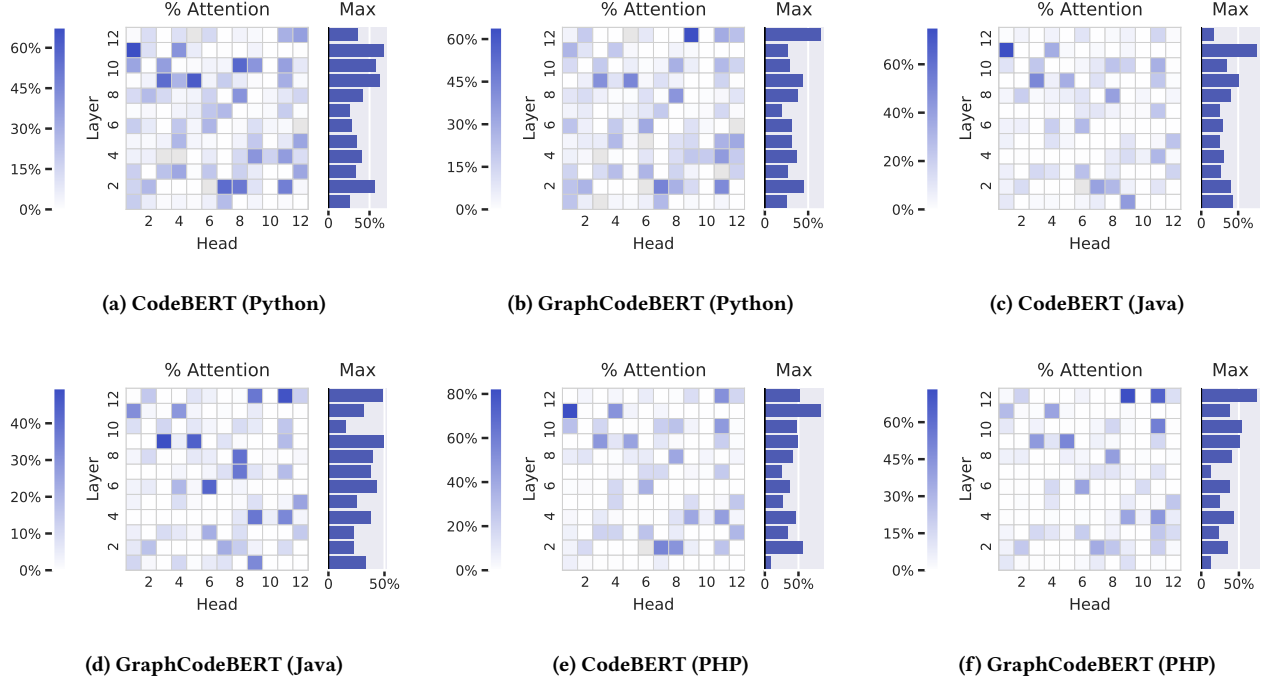 % Attention Max
60%
45%
30%
15%
0%
Layer
12
10
8
6
4
2
2 4 6 8 10 12
0 50%
Head
(a) CodeBERT (Python)
% Attention Max
60%
45%
30%
15%
0%
Layer
12
10
8
6
4
2
2 4 6 8 10 12
0 50%
Head
(b) GraphCodeBERT (Python)
% Attention Max
60%
40%
20%
0%
Layer
12
10
8
6
4
2
2 4 6 8 10 12
0 50%
Head
(c) CodeBERT (Java)
% Attention Max
40%
30%
20%
10%
0%
Layer
12
10
8
6
4
2
2 4 6 8 10 12
0 50%
Head
(d) GraphCodeBERT (Java)
% Attention Max
80%
60%
40%
20%
0%
Layer
12
10
8
6
4
2
2 4 6 8 10 12
0 50%
Head
(e) CodeBERT (PHP)
% Attention Max
60%
45%
30%
15%
0%
Layer
12
10
8
6
4
2
2 4 6 8 10 12
0 50%
Head
(f) GraphCodeBERT (PHP)